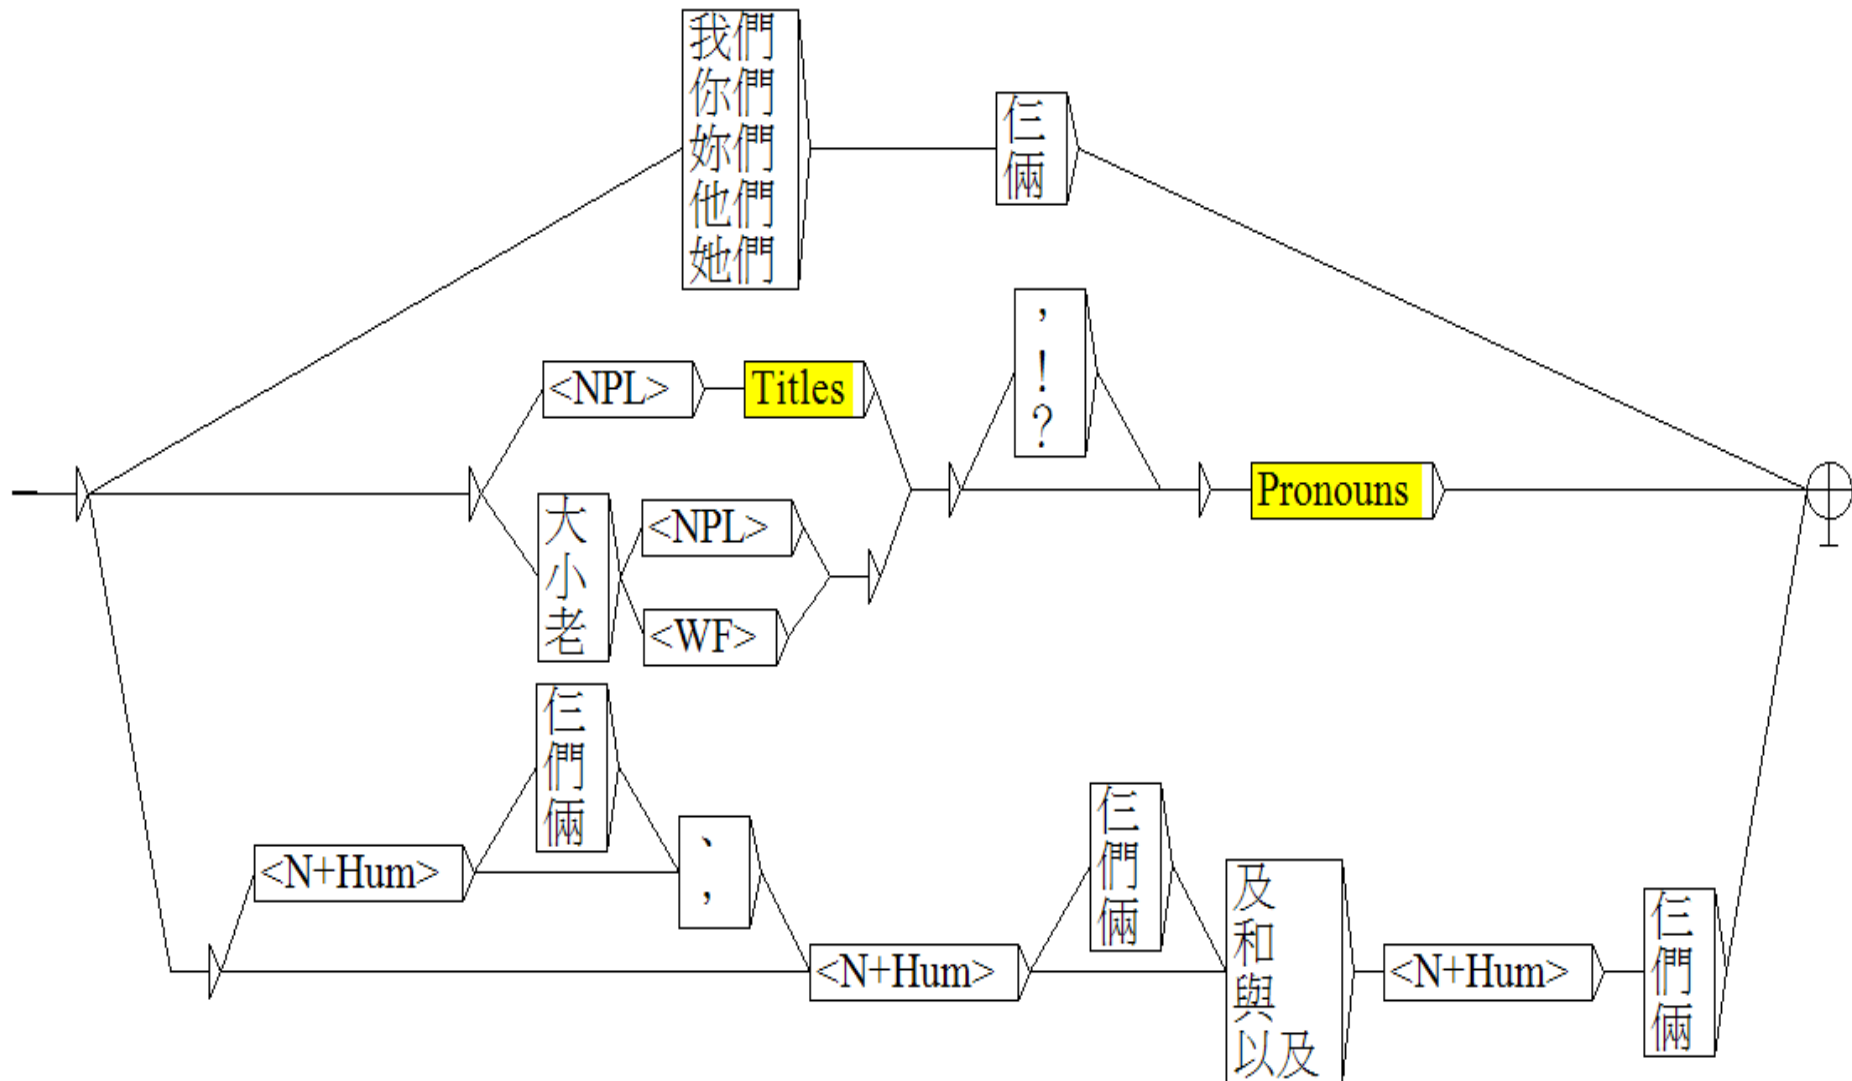 我們
你們
妳們
他們
她們
仨
倆
，
！
？
<NPL>
Titles
Pronouns
大
小
老
<NPL>
<WF>
仨
們
倆
<N+Hum>
、
，
<N+Hum>
仨
們
倆
及
和
與
以及
<N+Hum>
仨
們
倆